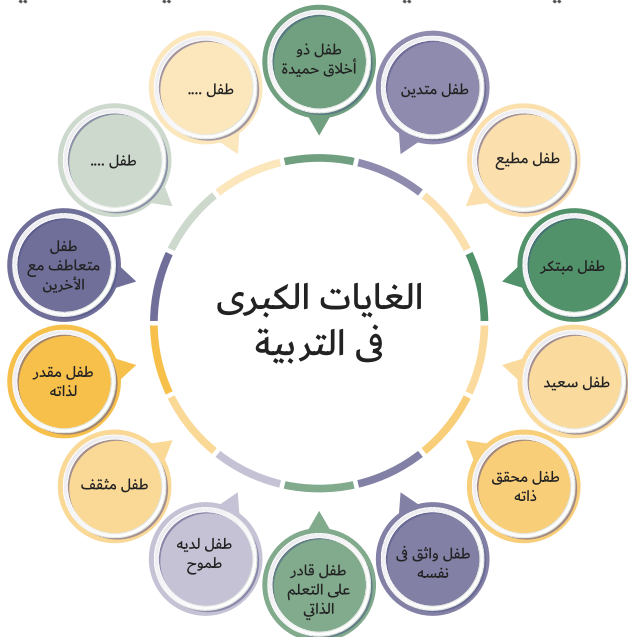 الغايات الكبرى
في التربية
طفل ذو
أخلاق حميدة
طفل متدين
طفل مطيع
طفل مبتكر
طفل سعيد
طفل محقق
ذاته
طفل واثق في
نفسه
طفل قادر
على التعلم
الذاتي
طفل لديه
طموح
طفل مثقف
طفل مقدر
لذاته
طفل
متعاطف مع
الأخرين
طفل ....
طفل ....